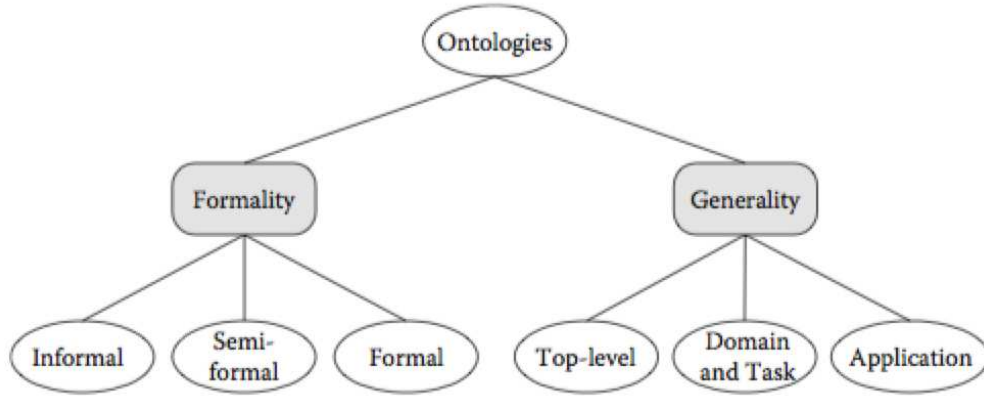 Ontologies
Formality
Generality
Informal
Semi-
formal
Formal
Top-level
Domain
and Task
Application